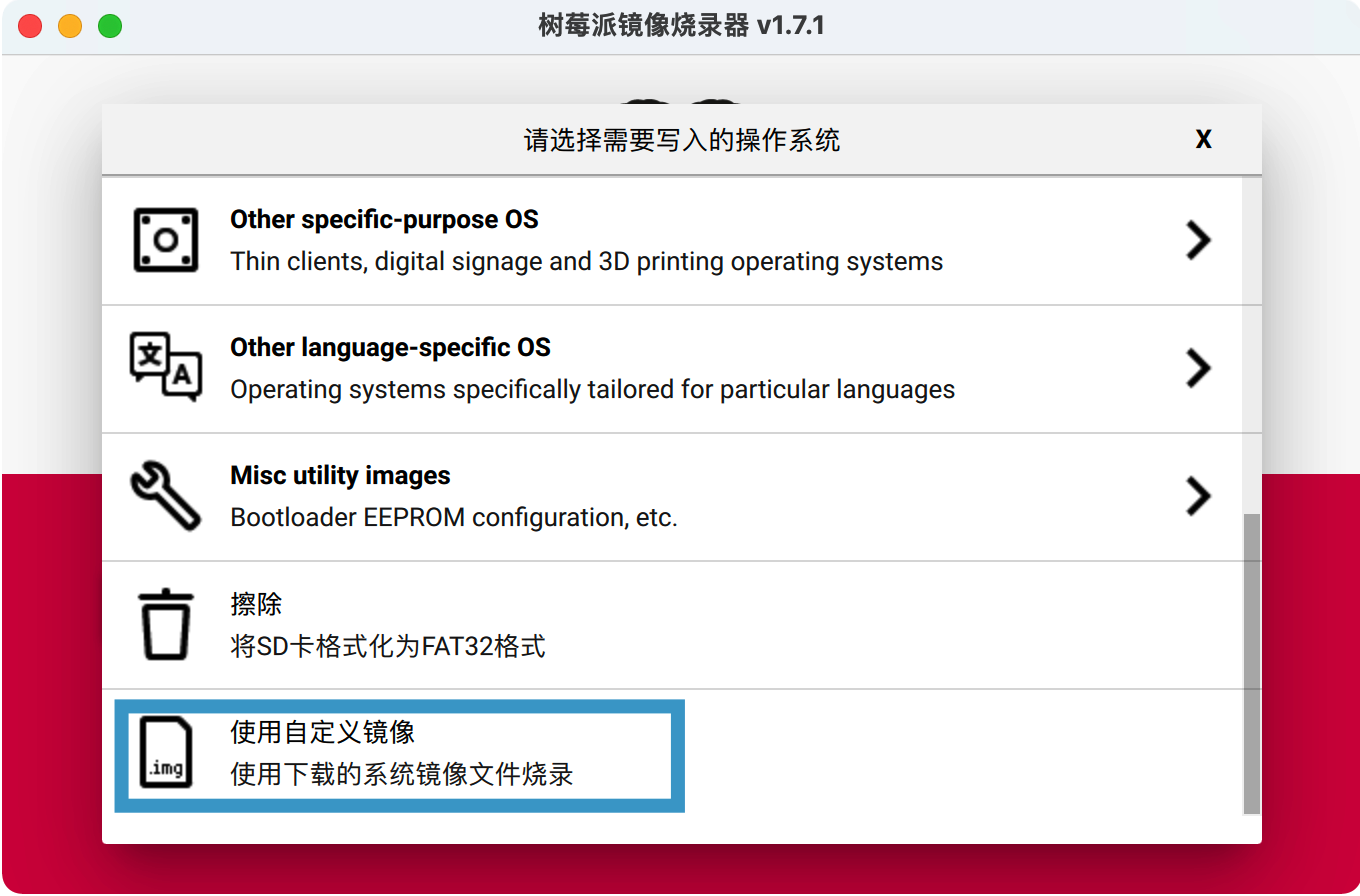 树莓派镜像烧录器 v1.7.1
请选择需要写入的操作系统
X
Other specific-purpose OS
Thin clients, digital signage and 3D printing operating systems
文
A
Other language-specific OS
Operating systems specifically tailored for particular languages
Misc utility images
Bootloader EEPROM configuration, etc.
擦除
将SD卡格式化为FAT32格式
.img
使用自定义镜像
使用下载的系统镜像文件烧录